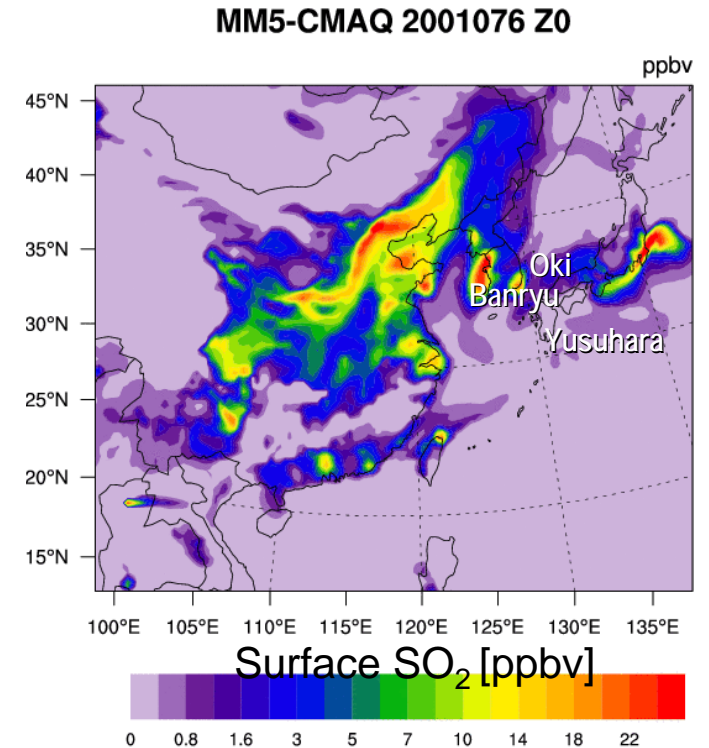 MM5-CMAQ 2001076 Z0
ppbv
45°N
40°N
35°N
30°N
25°N
20°N
15°N
Oki
Banryu
Yusuhara
100°E 105°E 110°E 115°E 120°E 125°E 130°E 135°E
Surface SO₂ [ppbv]
0 0.8 1.6 3 5 7 10 14 18 22